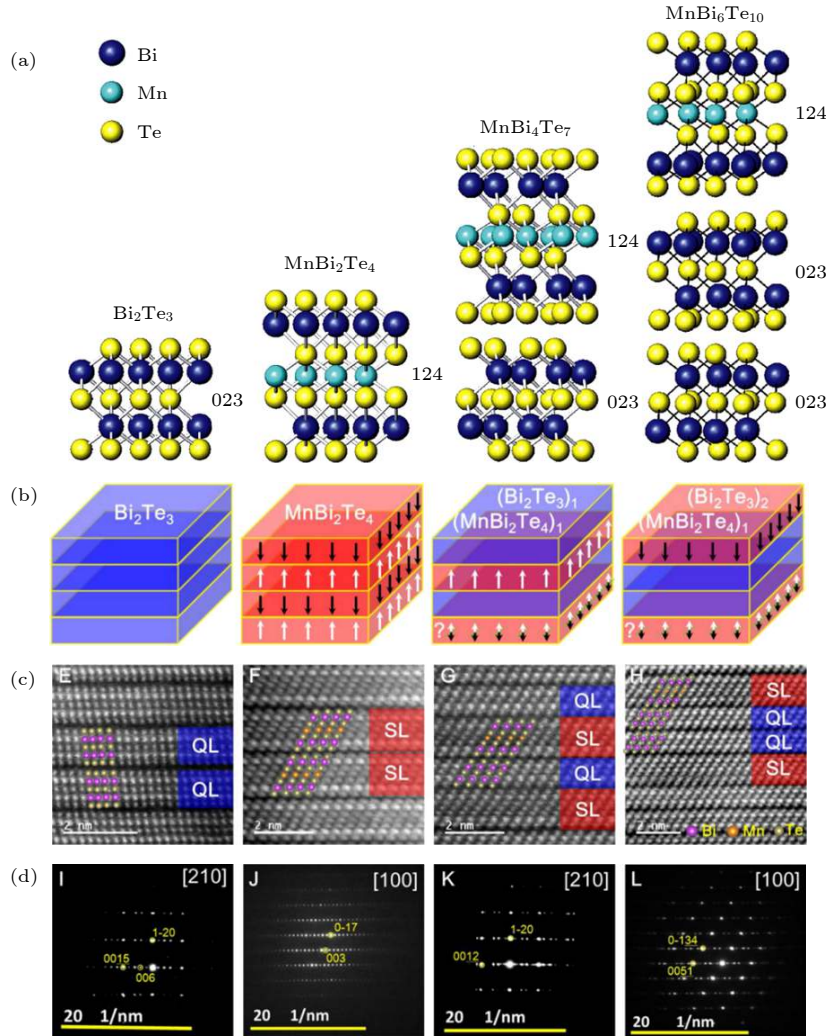 (a)
Bi
Mn
Te
Bi₂Te₃
023
MnBi₂Te₄
124
MnBi₄Te₇
124
023
MnBi₆Te₁₀
124
023
023
(b)
Bi₂Te₃
MnBi₂Te₄
(Bi₂Te₃)₁
(MnBi₂Te₄)₁
?
(Bi₂Te₃)₂
(MnBi₂Te₄)₁
?
(c)
E
QL
QL
2 nm
F
SL
SL
2 nm
G
QL
SL
QL
SL
2 nm
H
SL
QL
QL
SL
2 nm
Bi Mn Te
(d)
I
[210]
1-20
0015
006
20 1/nm
J
[100]
0-17
003
20 1/nm
K
[210]
1-20
0012
20 1/nm
L
[100]
0-134
0051
20 1/nm